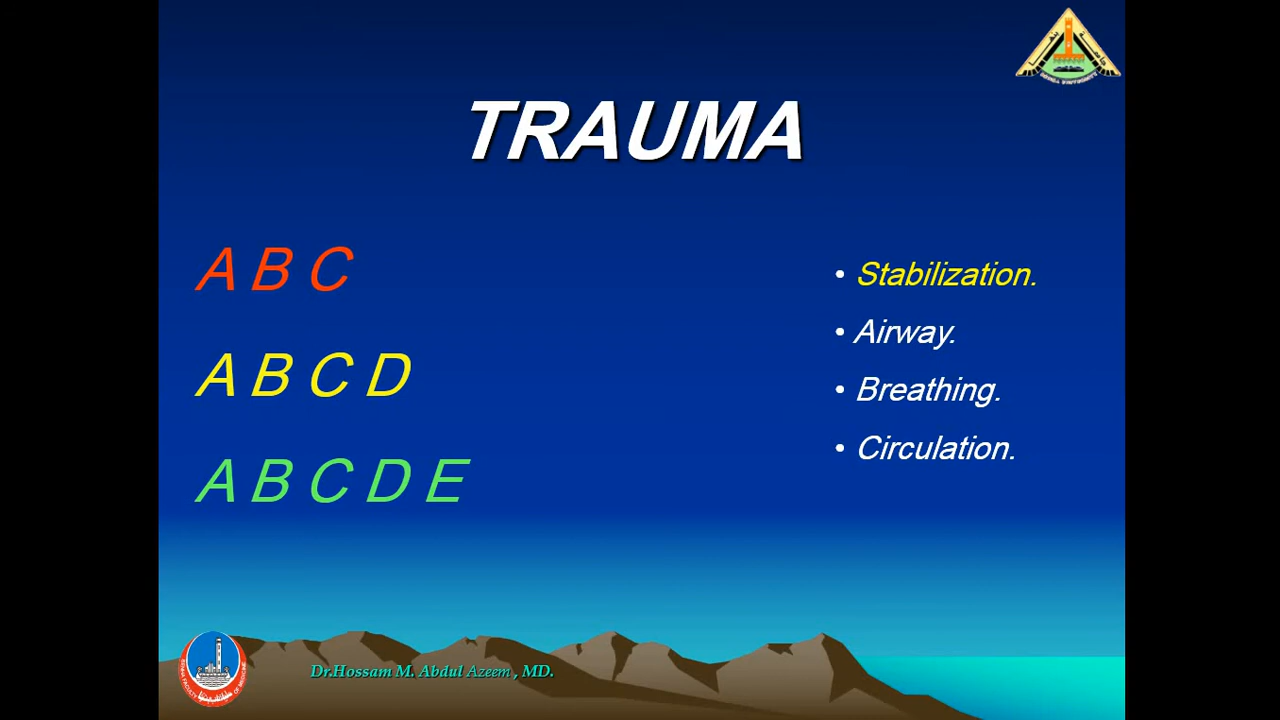 TRAUMA
A B C
A B C D
A B C D E
• Stabilization.
• Airway.
• Breathing.
• Circulation.
Dr.Hossam M. Abdul Azeem , MD.